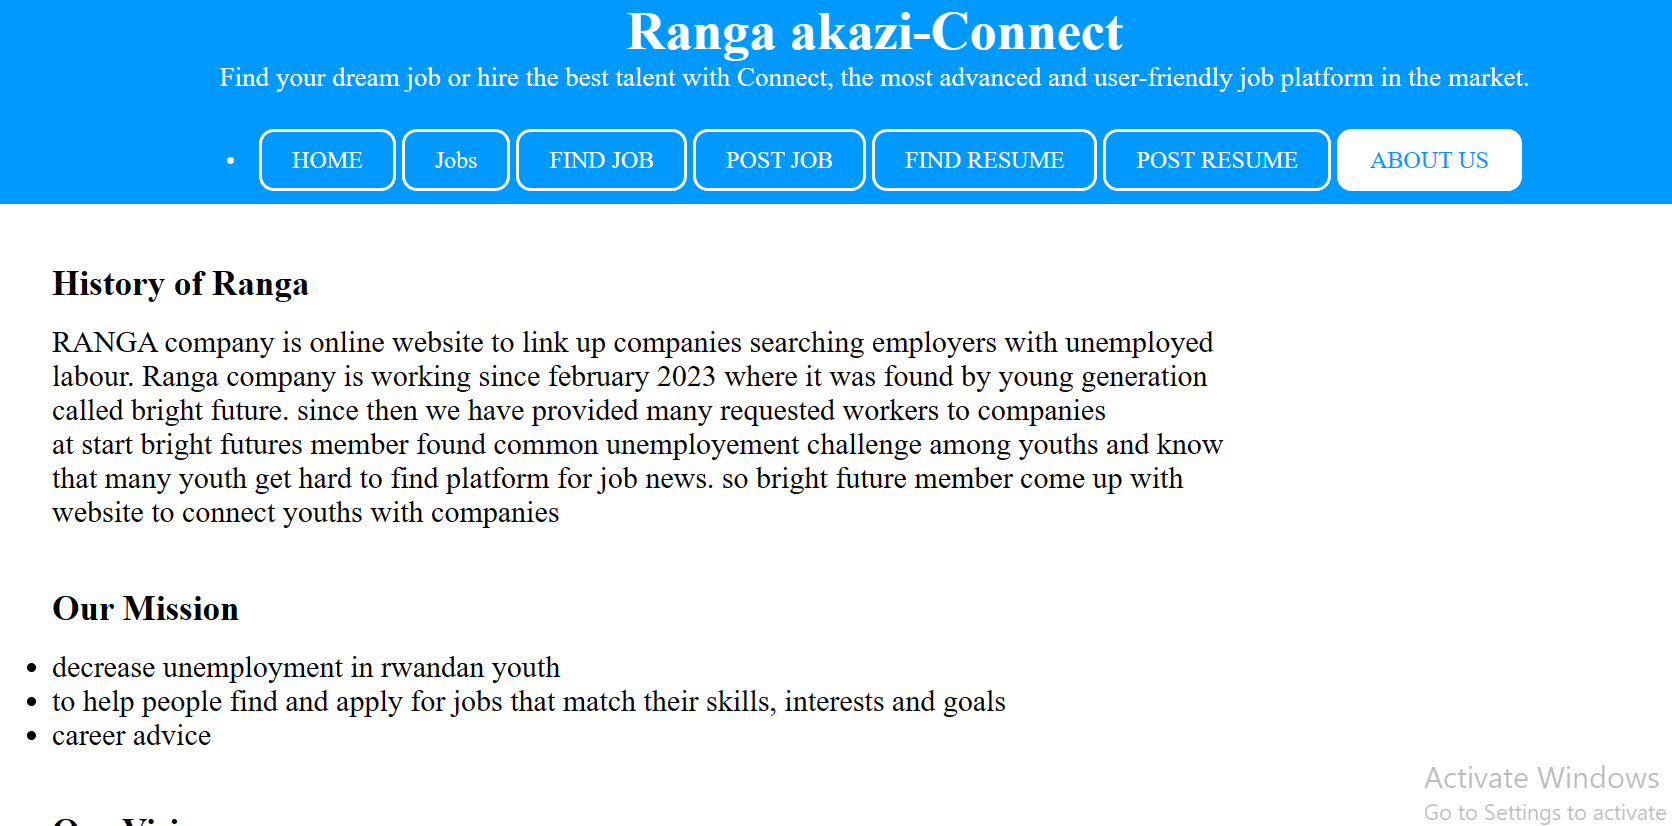 Ranga akazi-Connect
Find your dream job or hire the best talent with Connect, the most advanced and user-friendly job platform in the market.
HOME Jobs FIND JOB POST JOB FIND RESUME POST RESUME ABOUT US
History of Ranga
RANGA company is online website to link up companies searching employers with unemployed
labour. Ranga company is working since february 2023 where it was found by young generation
called bright future. since then we have provided many requested workers to companies
at start bright futures member found common unemployement challenge among youths and know
that many youth get hard to find platform for job news. so bright future member come up with
website to connect youths with companies
Our Mission
decrease unemployment in rwandan youth
to help people find and apply for jobs that match their skills, interests and goals
career advice
Activate Windows
Go to Settings to activate